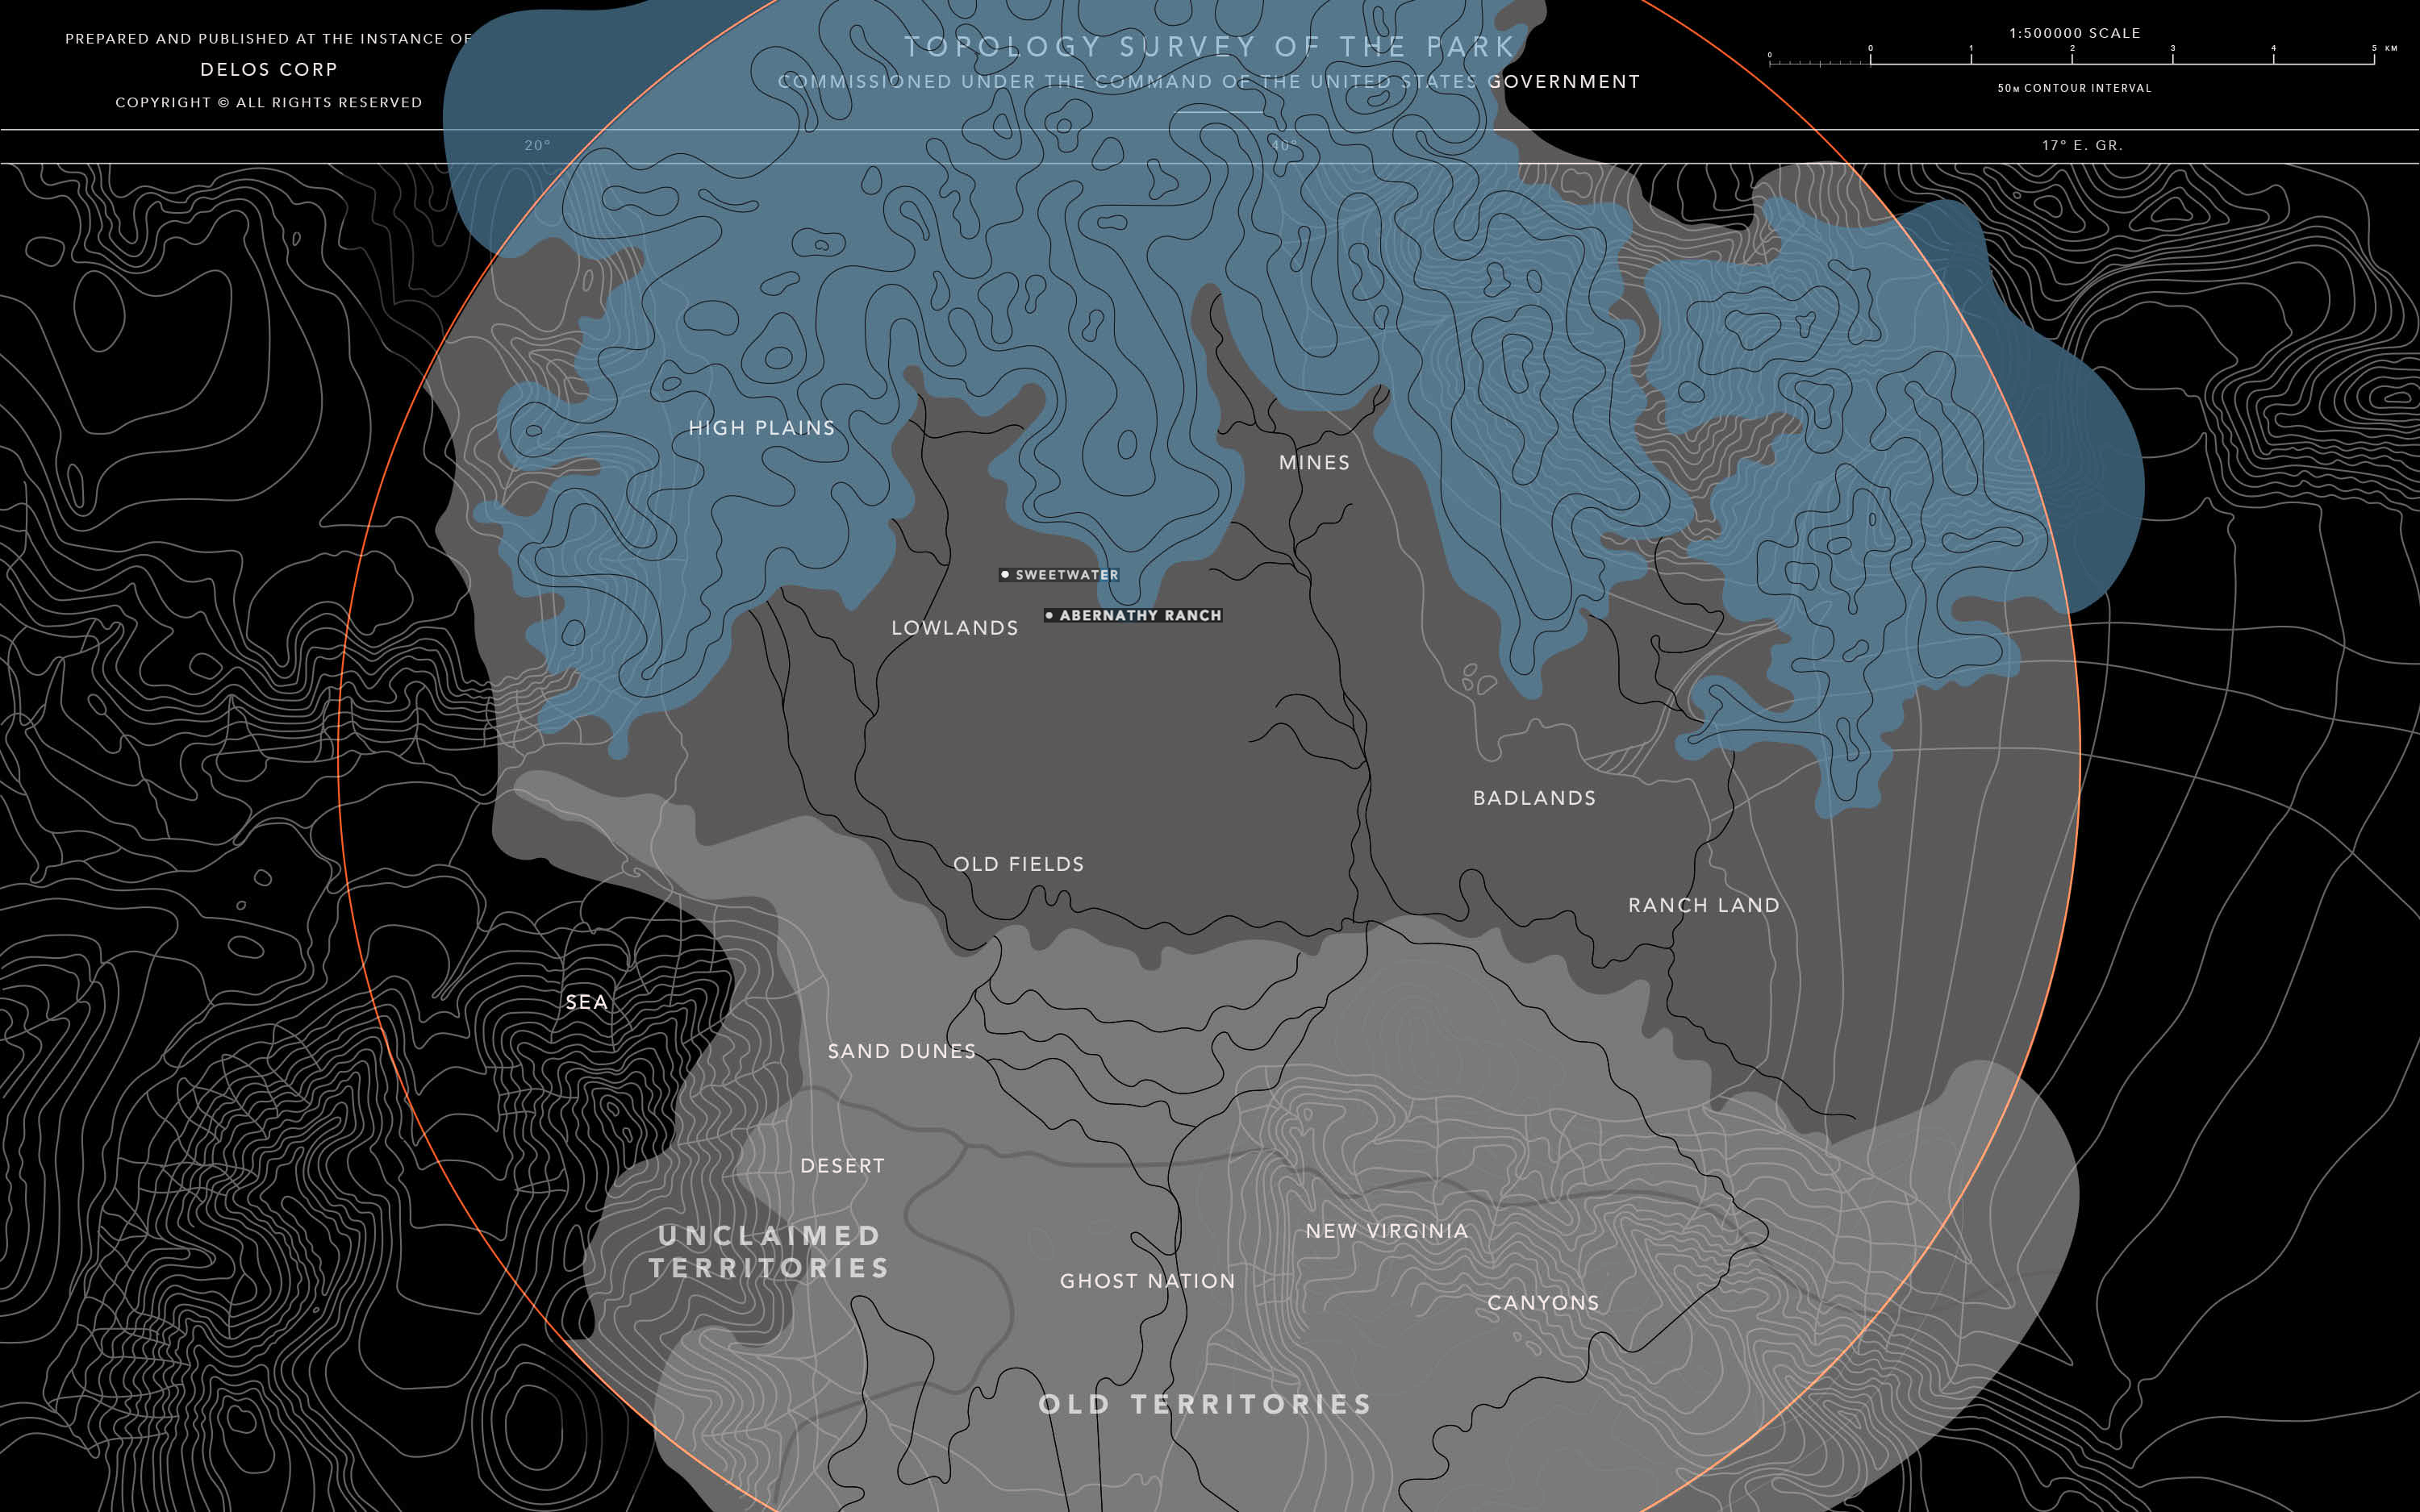 PREPARED AND PUBLISHED AT THE INSTANCE OF
DELOS CORP
COPYRIGHT © ALL RIGHTS RESERVED
TOPOLOGY SURVEY OF THE PARK
COMMISSIONED UNDER THE COMMAND OF THE UNITED STATES GOVERNMENT
1:500000 SCALE
0 0 1 2 3 4 5 KM
50M CONTOUR INTERVAL
20° 40° 17° E. GR.
HIGH PLAINS
MINES
SWEETWATER
ABERNATHY RANCH
LOWLANDS
BADLANDS
OLD FIELDS
RANCH LAND
SEA
SAND DUNES
DESERT
UNCLAIMED
TERRITORIES
NEW VIRGINIA
GHOST NATION
CANYONS
OLD TERRITORIES